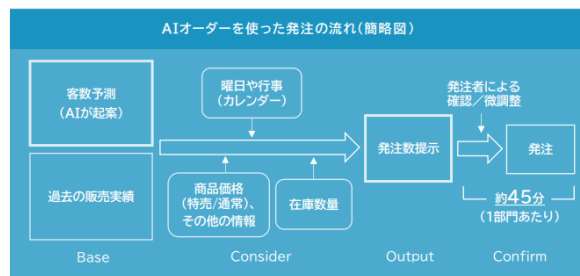 AIオーダーを使った発注の流れ(簡略図)
客数予測
(AIが起案)
過去の販売実績
曜日や行事
(カレンダー)
商品価格
(特売/通常)、
その他の情報
在庫数量
発注数提示
発注者による
確認／微調整
発注
約45分
(1部門あたり)
Base
Consider
Output
Confirm